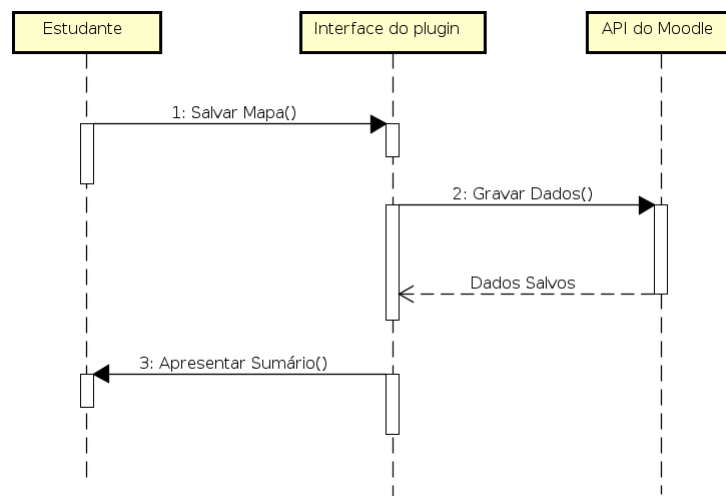 Estudante
Interface do plugin
API do Moodle
1: Salvar Mapa()
2: Gravar Dados()
Dados Salvos
3: Apresentar Sumário()